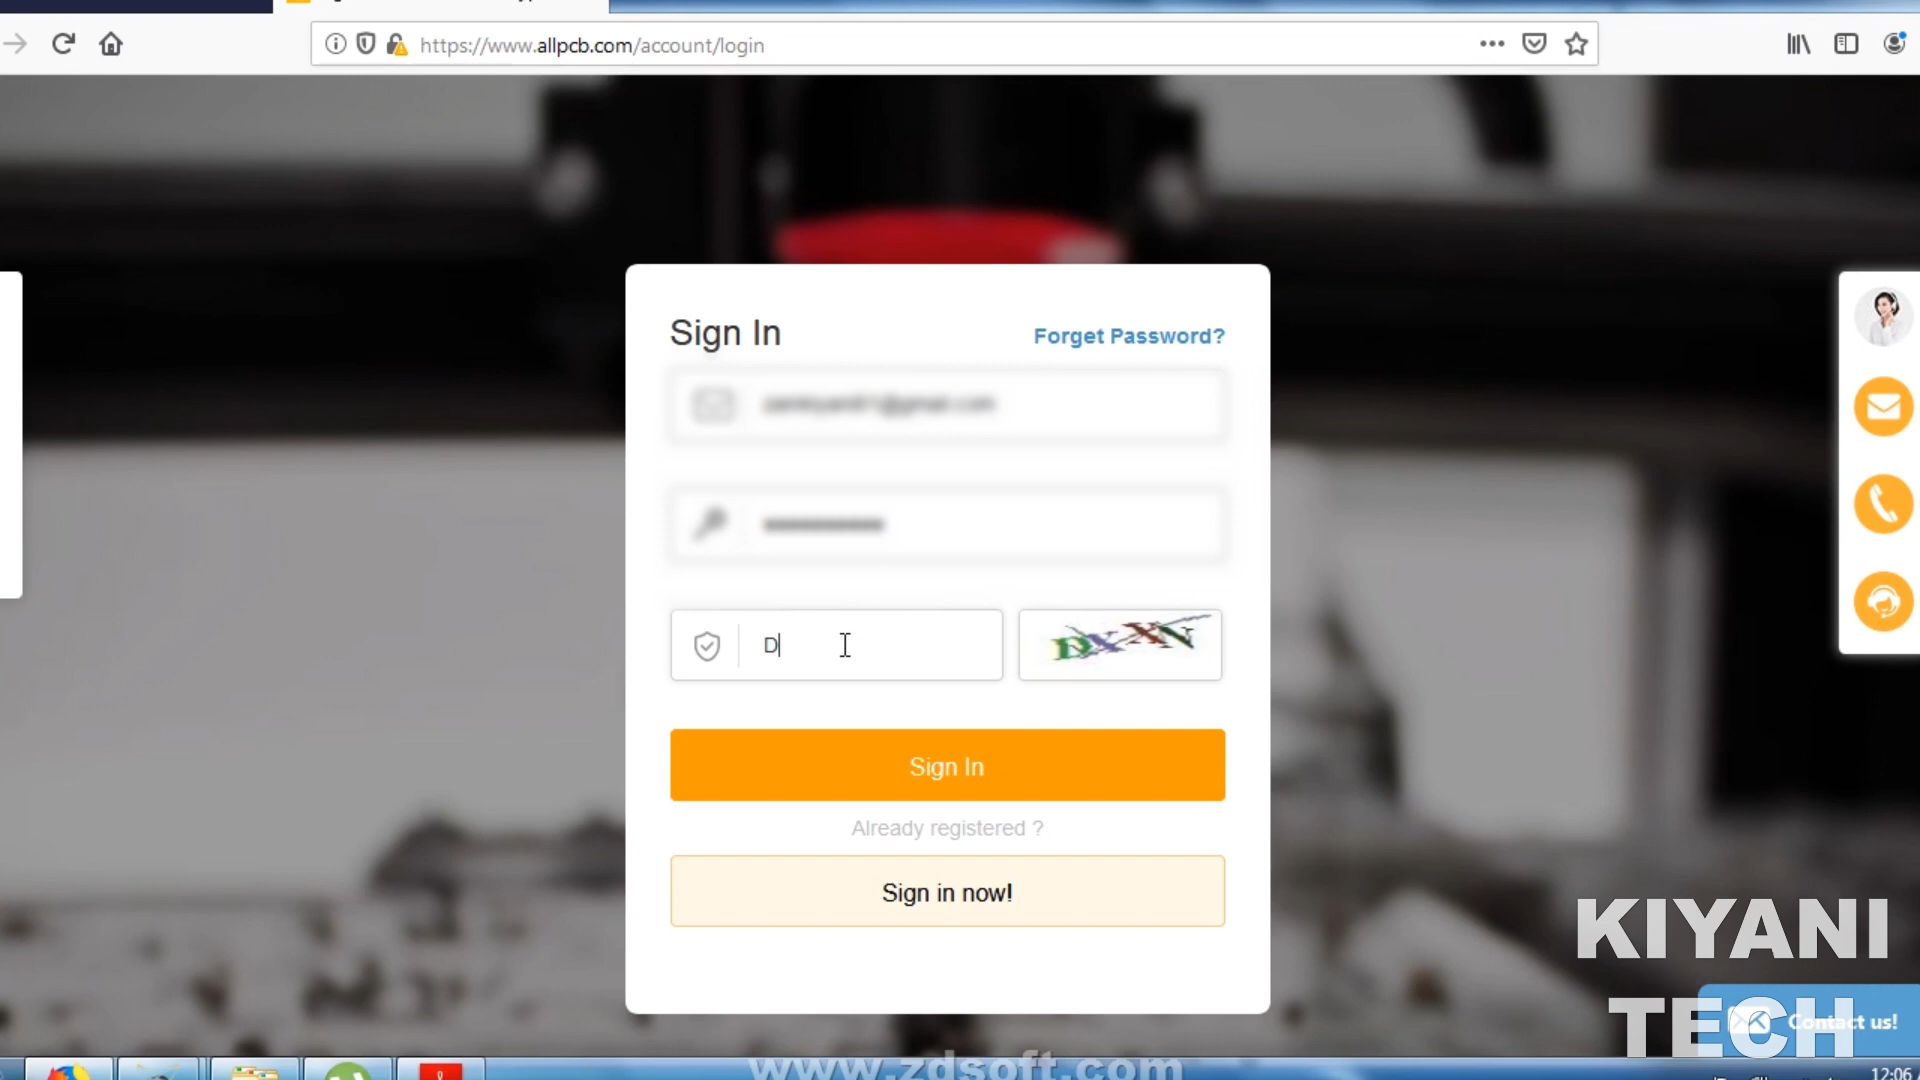 https://www.allpcb.com/account/login
Sign In
Forget Password?
D
DXXN
Sign In
Already registered ?
Sign in now!
KIYANI
TECH
Contact us!
www.zdsoft.com
12:06